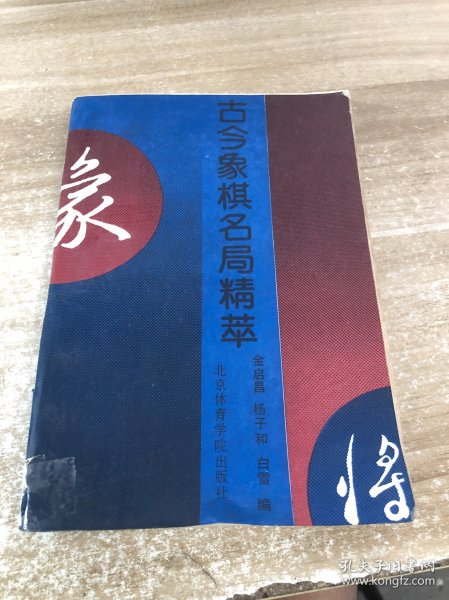 古今象棋名局精萃
金启昌 杨子和 白雪 编
北京体育学院出版社
象
将
孔夫子旧书网
book.kongfz.com